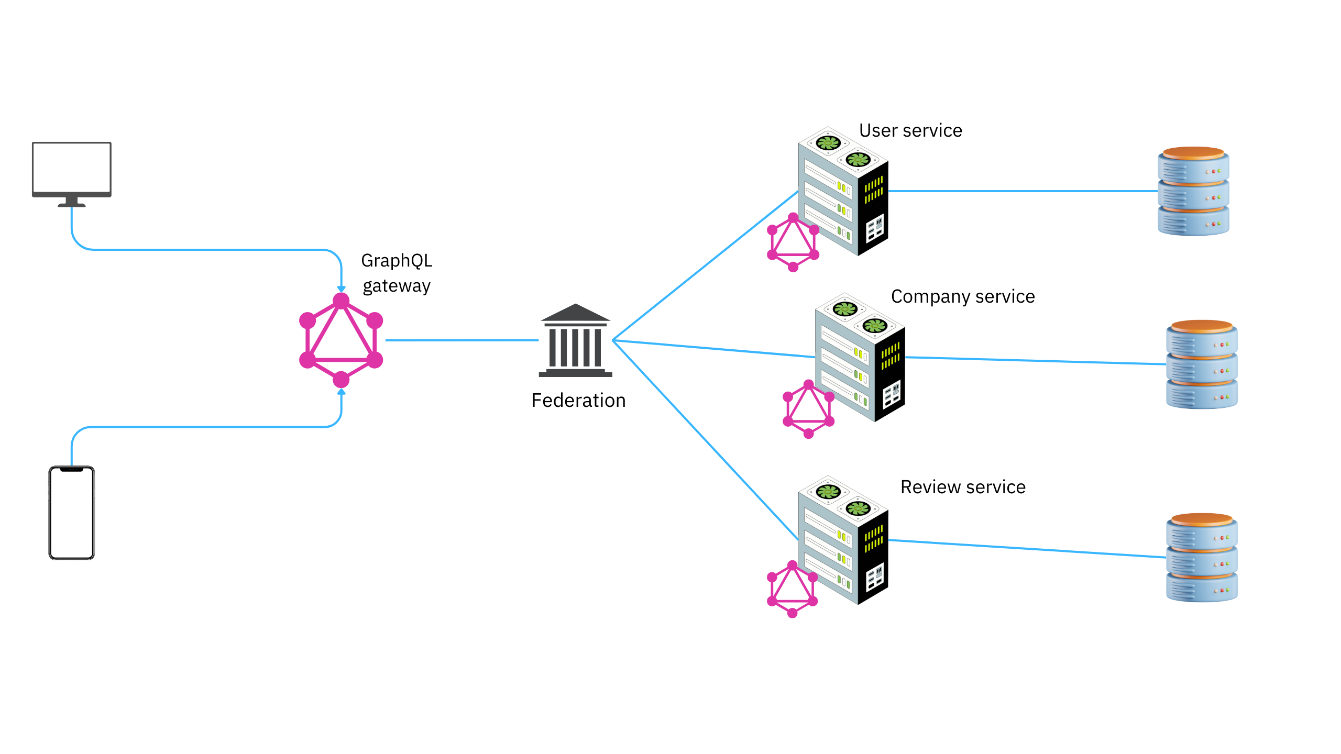 User service
GraphQL
gateway
Company service
Federation
Review service